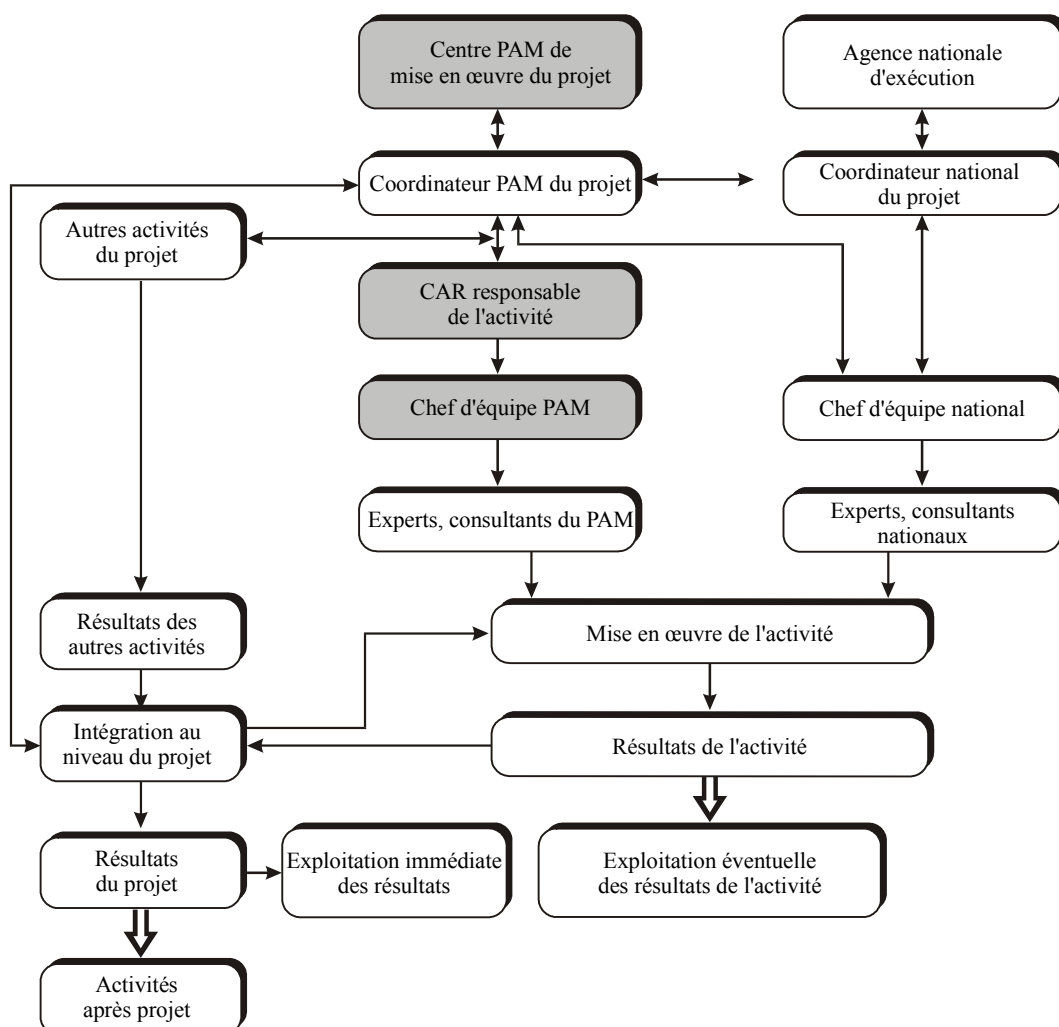 Centre PAM de
mise en œuvre du projet
Agence nationale
d'exécution
Coordinateur PAM du projet
Coordinateur national
du projet
Autres activités
du projet
CAR responsable
de l'activité
Chef d'équipe PAM
Chef d'équipe national
Experts, consultants du PAM
Experts, consultants
nationaux
Résultats des
autres activités
Mise en œuvre de l'activité
Intégration au
niveau du projet
Résultats de l'activité
Résultats
du projet
Exploitation immédiate
des résultats
Exploitation éventuelle
des résultats de l'activité
Activités
après projet